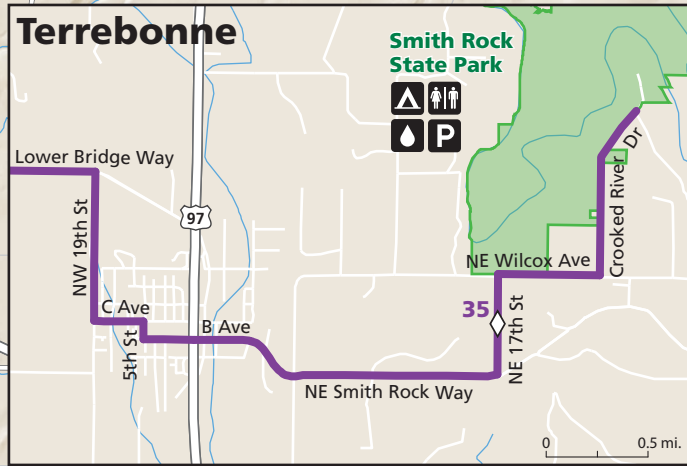 Terrebonne
Smith Rock
State Park
P
Lower Bridge Way
97
NW 19th St
C Ave
5th St
B Ave
NE Smith Rock Way
35
NE 17th St
NE Wilcox Ave
Crooked River Dr
0 0.5 mi.